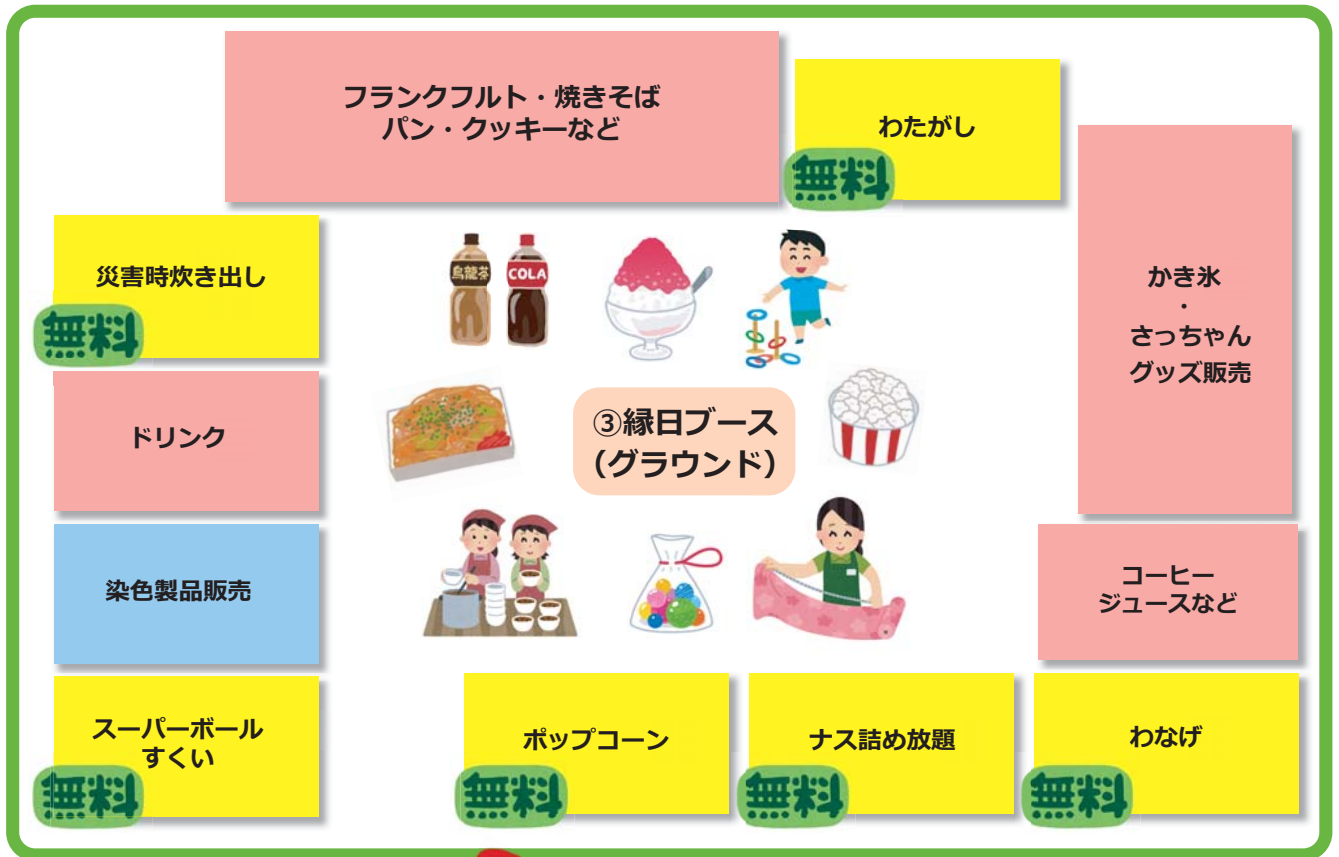 フランクフルト・焼きそば
パン・クッキーなど
わたがし
無料
かき氷
・
さっちゃん
グッズ販売
災害時炊き出し
無料
烏龍茶
COLA
ドリンク
③縁日ブース
（グラウンド）
染色製品販売
コーヒー
ジュースなど
スーパーボール
すくい
無料
ポップコーン
無料
ナス詰め放題
無料
わなげ
無料